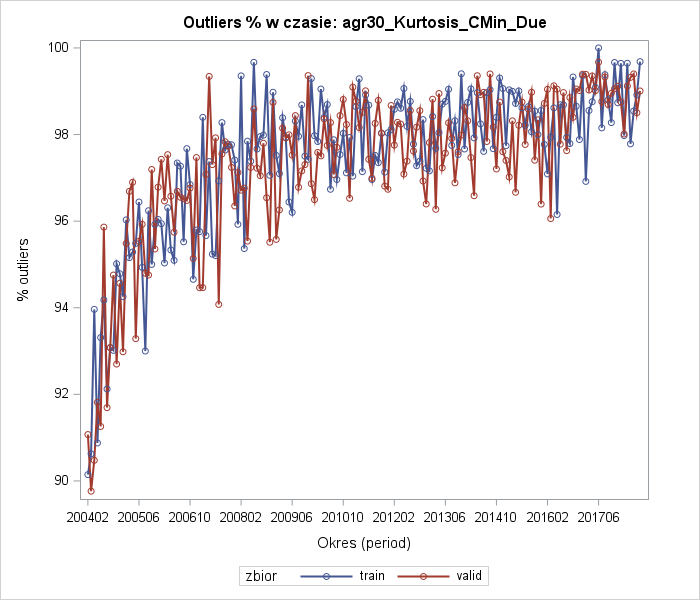 Outliers % w czasie: agr30_Kurtosis_CMin_Due
% outliers
100
98
96
94
92
90
200402 200506 200610 200802 200906 201010 201202 201306 201410 201602 201706
Okres (period)
zbior train valid